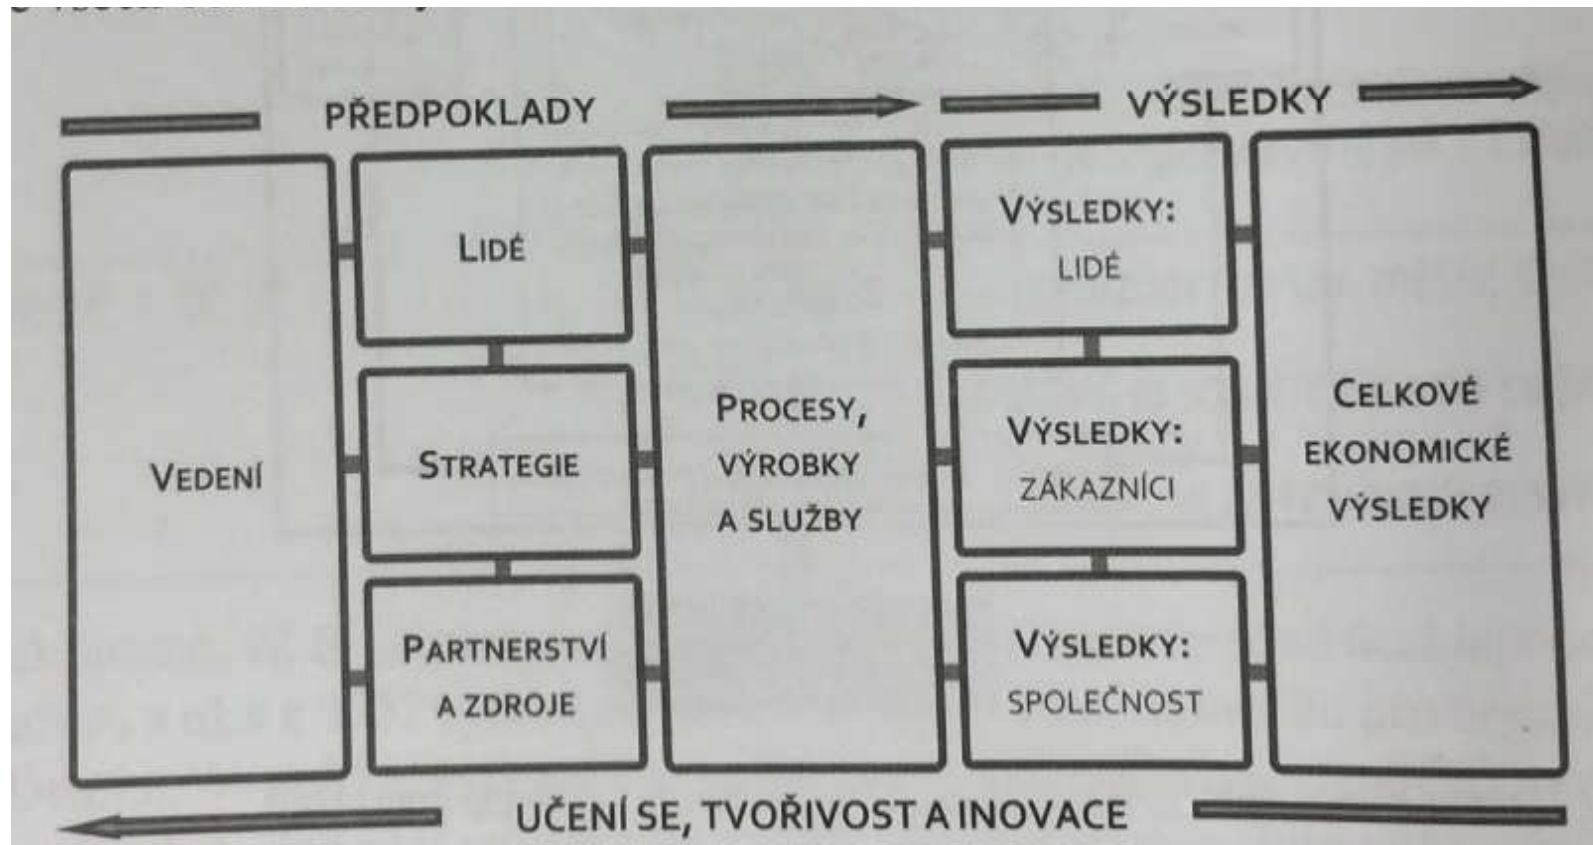 PŘEDPOKLADY
VÝSLEDKY
VEDENÍ
LIDÉ
STRATEGIE
PARTNERSTVÍ
A ZDROJE
PROCESY,
VÝROBKY
A SLUŽBY
VÝSLEDKY:
LIDÉ
VÝSLEDKY:
ZÁKAZNÍCI
VÝSLEDKY:
SPOLEČNOST
CELKOVÉ
EKONOMICKÉ
VÝSLEDKY
UČENÍ SE, TVOŘIVOST A INOVACE